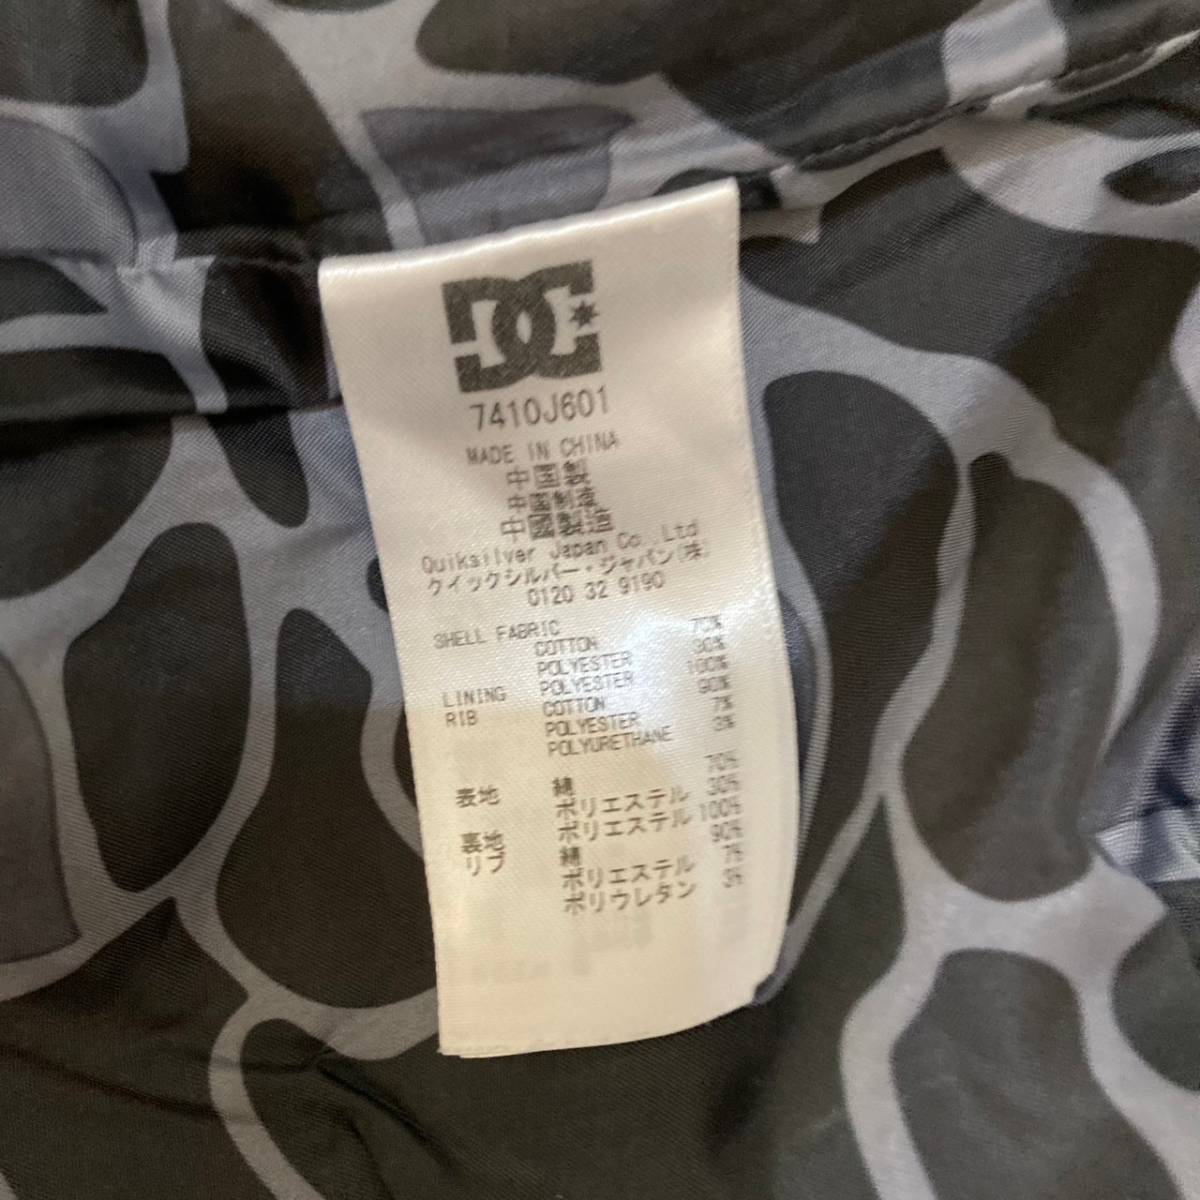 DC
7410J601
MADE IN CHINA
中国製
中国制造
中國製造
Quiksilver Japan Co.,Ltd
クイックシルバー・ジャパン(株)
0120 32 9190
SHELL FABRIC 70%
COTTON 30%
POLYESTER 100%
LINING POLYESTER 90%
RIB COTTON 7%
POLYESTER 3%
POLYURETHANE
70%
表地 綿 30%
ポリエステル 100%
裏地 ポリエステル 90%
リブ 綿 7%
ポリエステル 3%
ポリウレタン